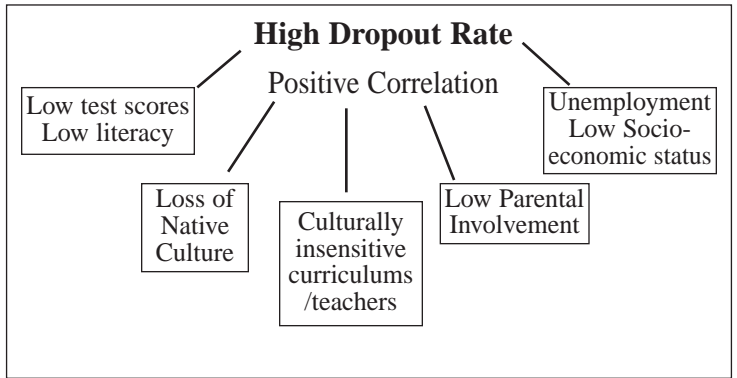 High Dropout Rate
Positive Correlation
Low test scores
Low literacy
Loss of
Native
Culture
Culturally
insensitive
curriculums
/teachers
Low Parental
Involvement
Unemployment
Low Socio-
economic status